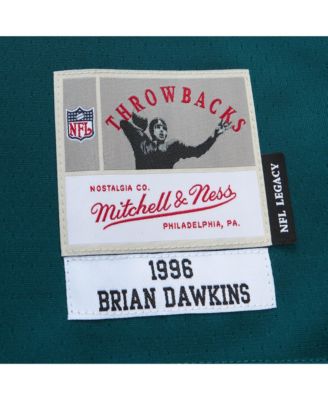 THROWBACKS
NFL
NOSTALGIA CO.
Mitchell & Ness
PHILADELPHIA, PA.
NFL LEGACY
1996
BRIAN DAWKINS